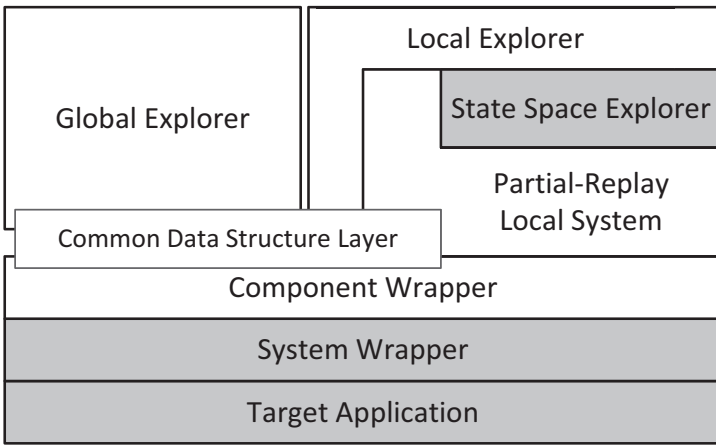 Local Explorer
Global Explorer
State Space Explorer
Partial-Replay
Local System
Common Data Structure Layer
Component Wrapper
System Wrapper
Target Application